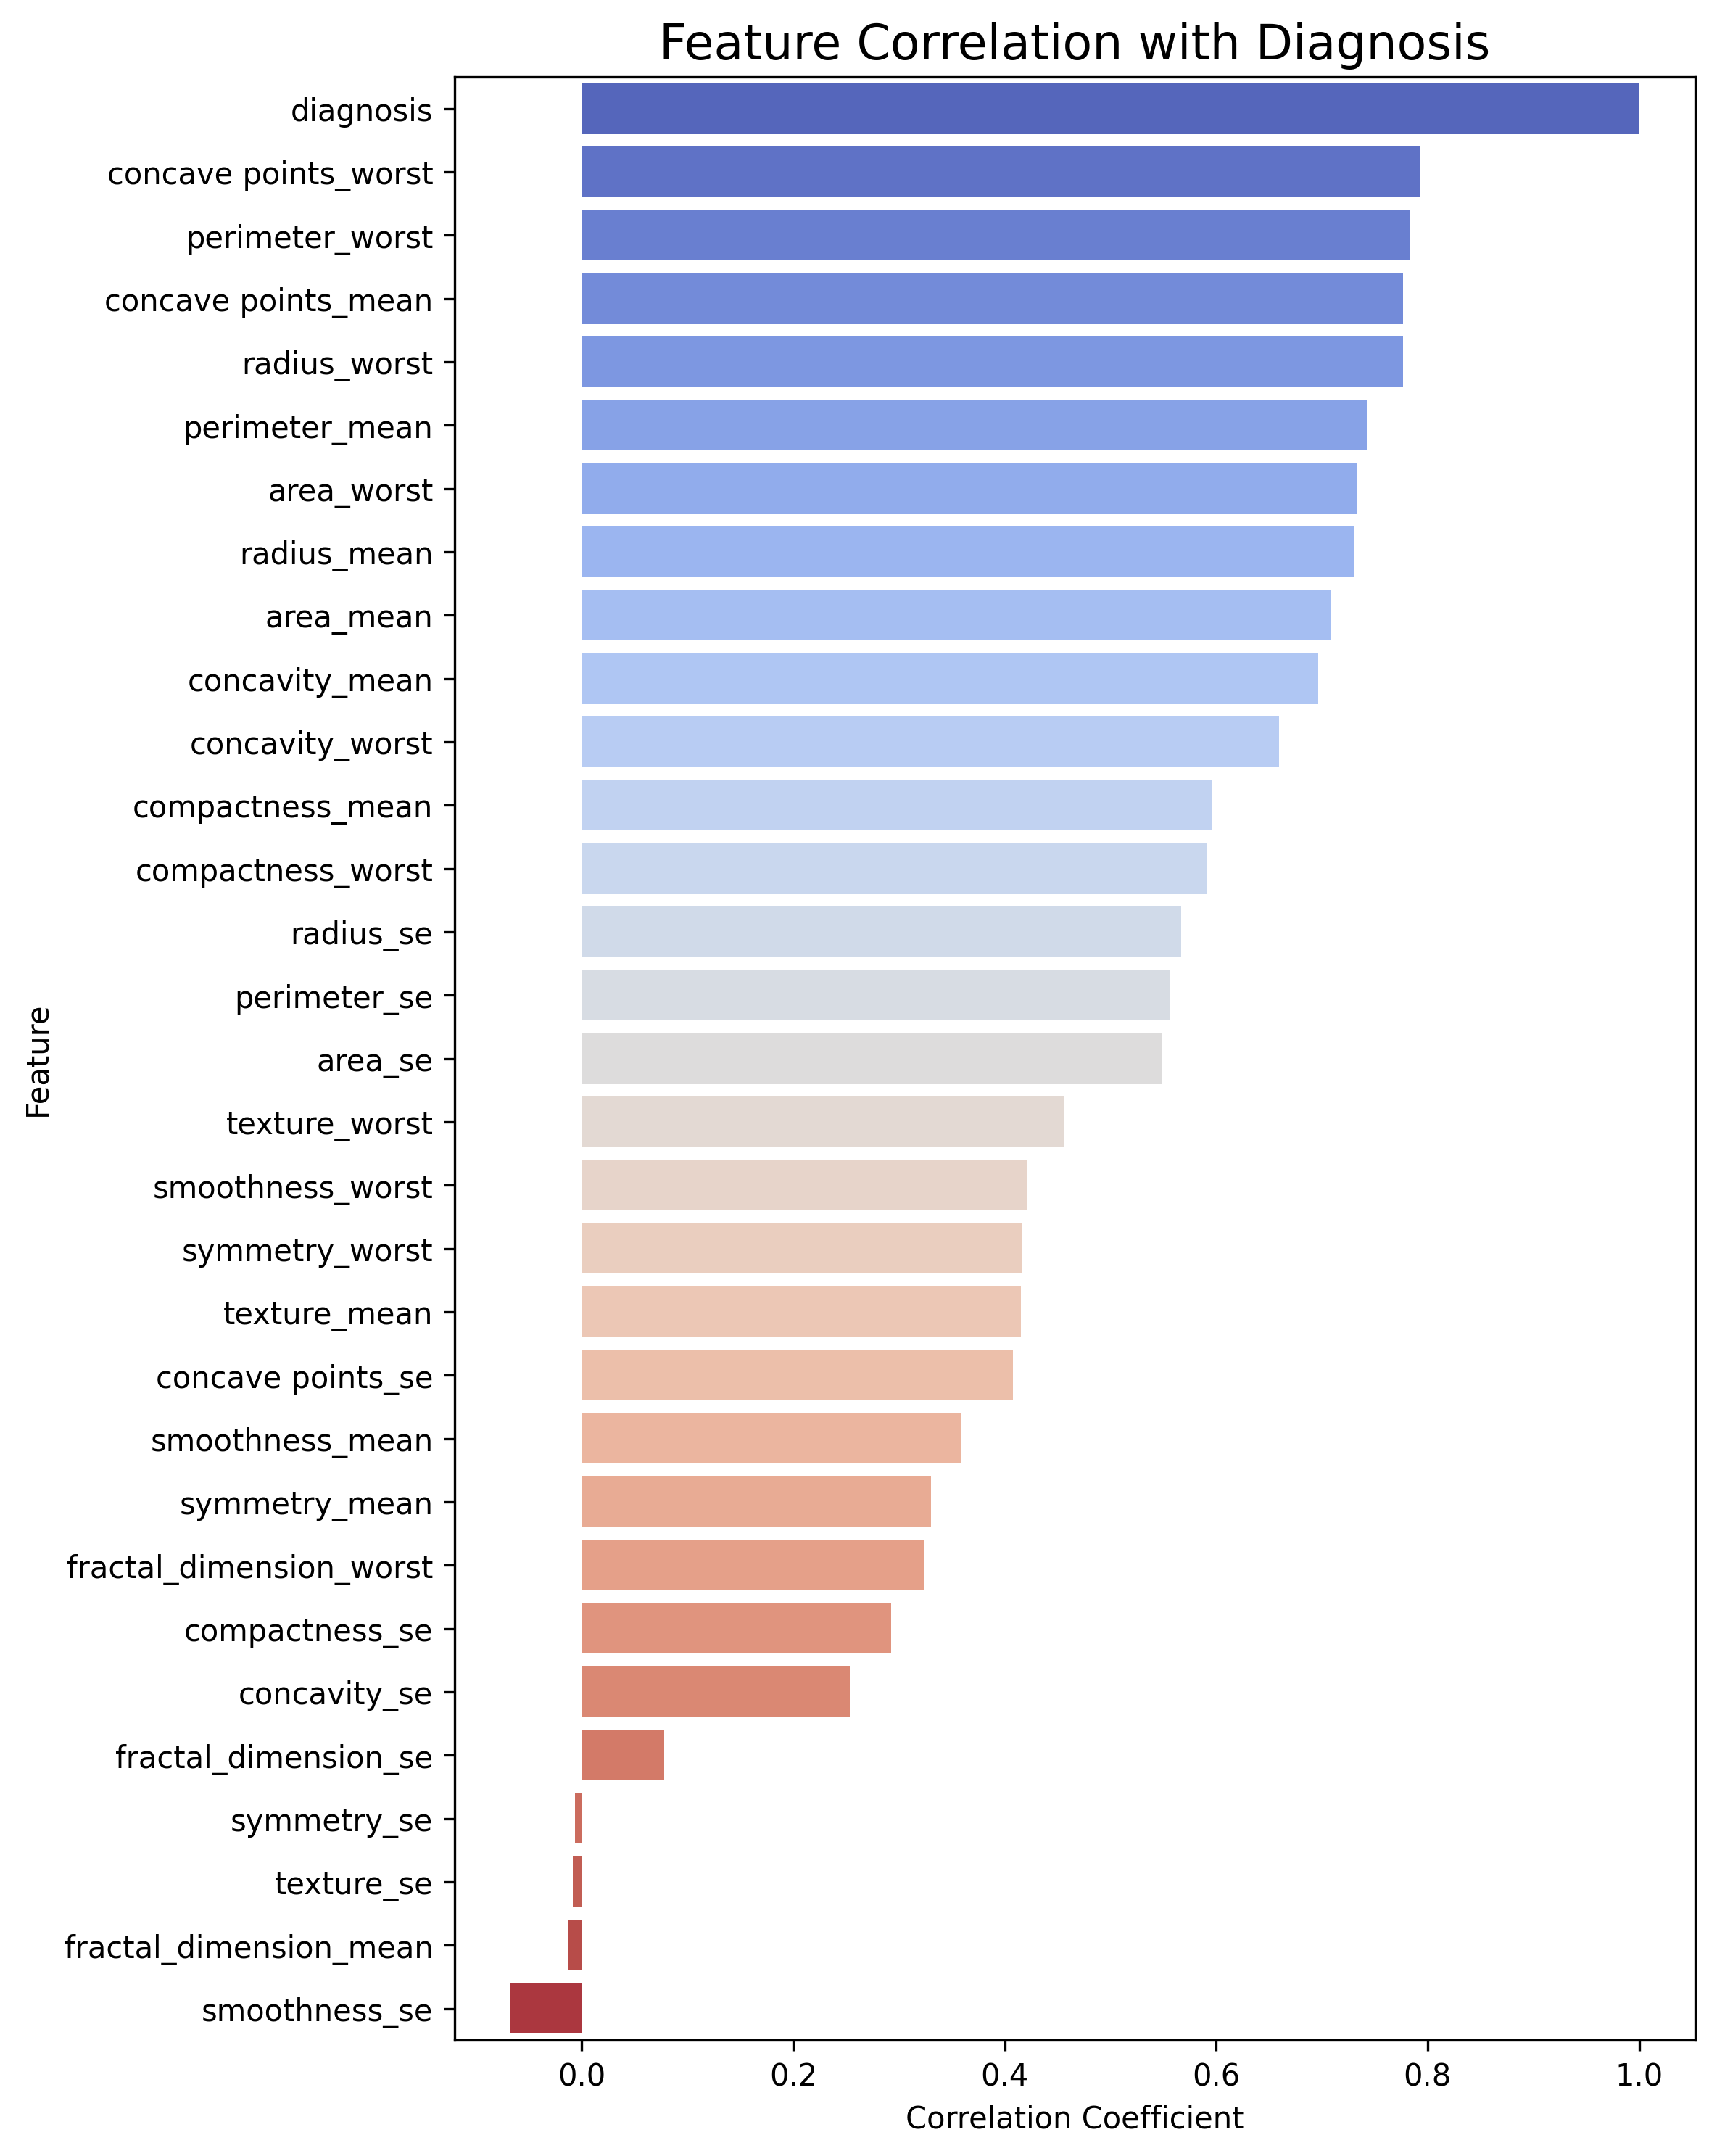 Feature Correlation with Diagnosis
diagnosis
concave points_worst
perimeter_worst
concave points_mean
radius_worst
perimeter_mean
area_worst
radius_mean
area_mean
concavity_mean
concavity_worst
compactness_mean
compactness_worst
radius_se
perimeter_se
area_se
texture_worst
smoothness_worst
symmetry_worst
texture_mean
concave points_se
smoothness_mean
symmetry_mean
fractal_dimension_worst
compactness_se
concavity_se
fractal_dimension_se
symmetry_se
texture_se
fractal_dimension_mean
smoothness_se
Feature
0.0 0.2 0.4 0.6 0.8 1.0
Correlation Coefficient